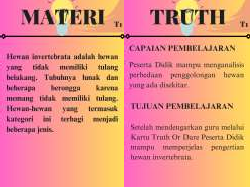 MATERI
Hewan invertebrata adalah hewan
yang tidak memiliki tulang
belakang. Tubuhnya lunak dan
beberapa berongga karena
memang tidak memiliki tulang.
Hewan-hewan yang termasuk
kategori ini terbagi menjadi
beberapa jenis.
TRUTH
CAPAIAN PEMBELAJARAN
Peserta Didik mampu menganalisis
perbedaan penggolongan hewan
yang ada disekitar.
TUJUAN PEMBELAJARAN
Setelah mendengarkan guru melalui
Kartu Truth Or Dare Peserta Didik
mampu memperjelas pengertian
hewan invertebrata.